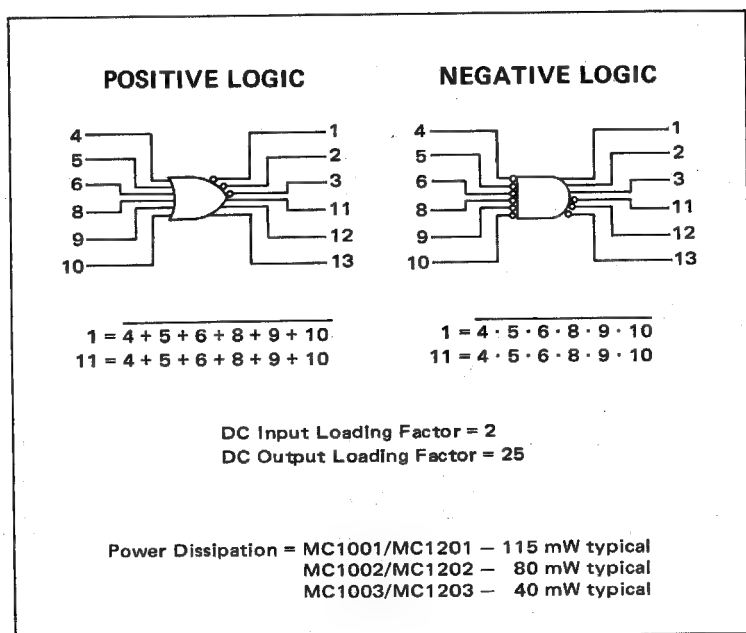 POSITIVE LOGIC
NEGATIVE LOGIC
4
5
6
8
9
10
1
2
3
11
12
13
4
5
6
8
9
10
1
2
3
11
12
13
1 = 4 + 5 + 6 + 8 + 9 + 10
11 = 4 + 5 + 6 + 8 + 9 + 10
1 = 4 · 5 · 6 · 8 · 9 · 10
11 = 4 · 5 · 6 · 8 · 9 · 10
DC Input Loading Factor = 2
DC Output Loading Factor = 25
Power Dissipation = MC1001/MC1201 – 115 mW typical
MC1002/MC1202 – 80 mW typical
MC1003/MC1203 – 40 mW typical